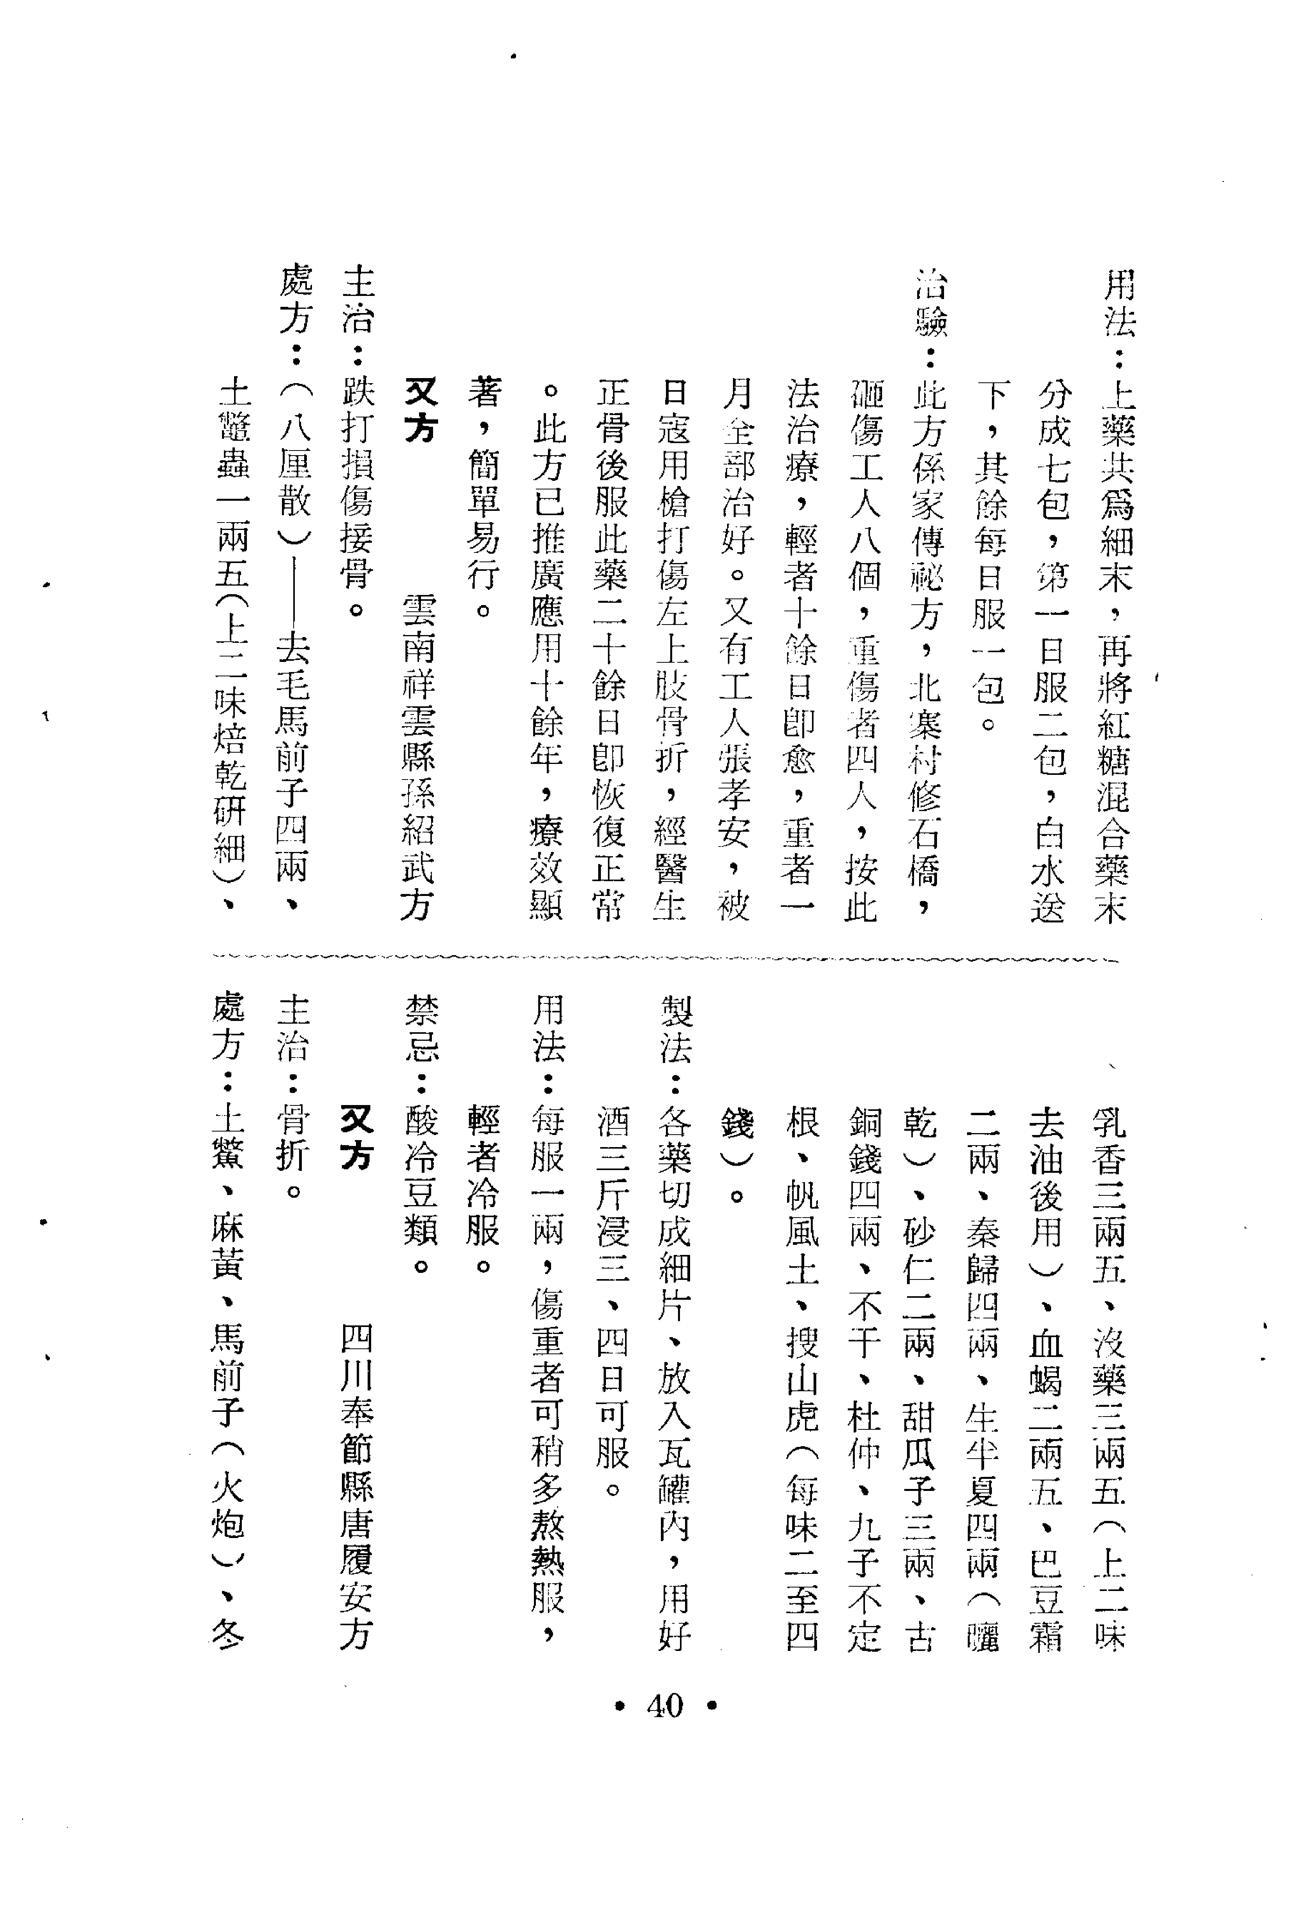 用法：上藥共爲細末，再將紅糖混合藥末
分成七包，第一日服二包，白水送
下，其餘每日服一包。
治驗：此方係家傳祕方，北寨村修石橋，
砸傷工人八個，重傷者四人，按此
法治療，輕者十餘日卽愈，重者一
月全部治好。又有工人張孝安，被
日寇用槍打傷左上肢骨折，經醫生
正骨後服此藥二十餘日卽恢復正常
。此方已推廣應用十餘年，療效顯
著，簡單易行。
又方　　　　雲南祥雲縣孫紹武方
主治：跌打損傷接骨。
處方：（八厘散）——去毛馬前子四兩、
土鼈蟲一兩五（上二味焙乾硏細）、
乳香三兩五、沒藥三兩五（上二味
去油後用）、血蝎二兩五、巴豆霜
二兩、秦歸四兩、生半夏四兩（曬
乾）、砂仁二兩、甜瓜子三兩、古
銅錢四兩、不干、杜仲、九子不定
根、帆風土、搜山虎（每味二至四
錢）。
製法：各藥切成細片、放入瓦罐內，用好
酒三斤浸三、四日可服。
用法：每服一兩，傷重者可稍多熬熱服，
輕者冷服。
禁忌：酸冷豆類。
又方　　　　四川奉節縣唐履安方
主治：骨折。
處方：土鱉、麻黃、馬前子（火炮）、冬
• 40 •